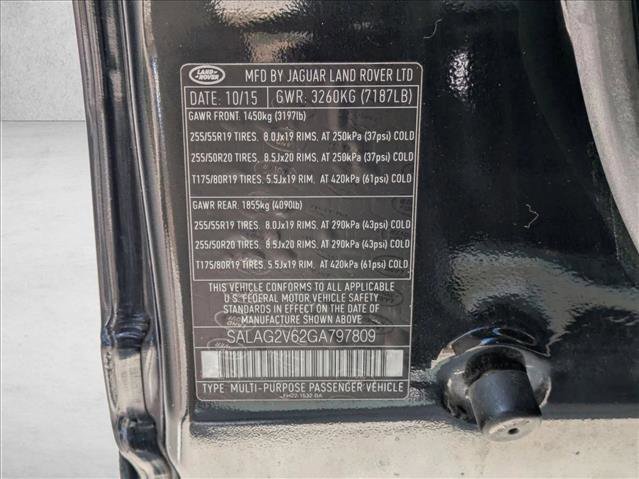 LAND ROVER
MFD BY JAGUAR LAND ROVER LTD
DATE: 10/15 GWR: 3260KG (7187LB)
GAWR FRONT: 1450kg (3197lb)
255/55R19 TIRES. 8.0Jx19 RIMS. AT 250kPa (37psi) COLD
255/50R20 TIRES. 8.5Jx20 RIMS. AT 250kPa (37psi) COLD
T175/80R19 TIRES. 5.5Jx19 RIM. AT 420kPa (61psi) COLD
GAWR REAR: 1855kg (4090lb)
255/55R19 TIRES. 8.0Jx19 RIMS. AT 290kPa (43psi) COLD
255/50R20 TIRES. 8.5Jx20 RIMS. AT 290kPa (43psi) COLD
T175/80R19 TIRES. 5.5Jx19 RIM. AT 420kPa (61psi) COLD
THIS VEHICLE CONFORMS TO ALL APPLICABLE
U.S. FEDERAL MOTOR VEHICLE SAFETY
STANDARDS IN EFFECT ON THE DATE OF
MANUFACTURE SHOWN ABOVE
SALAG2V62GA797809
TYPE: MULTI-PURPOSE PASSENGER VEHICLE
FH22-1532-BA